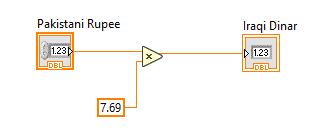 Pakistani Rupee
Iraqi Dinar
1.23
DBL
×
1.23
DBL
7.69